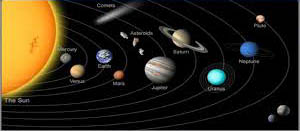 Comets
Pluto
Asteroids
Saturn
Mercury
Earth
Neptune
Venus
Mars
Jupiter
Uranus
The Sun